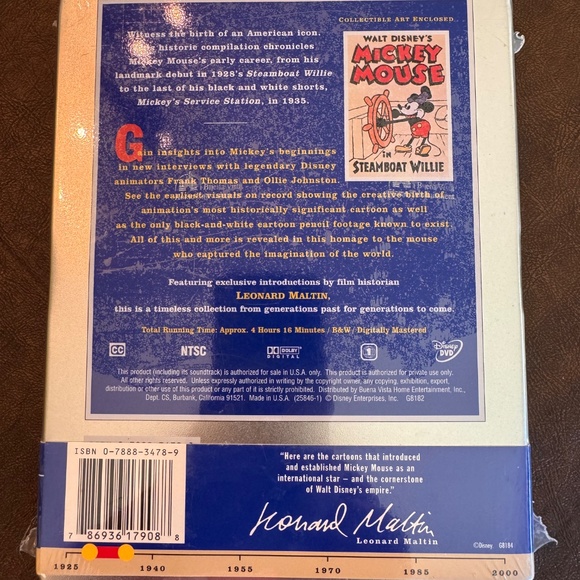 COLLECTIBLE ART ENCLOSED
Witness the birth of an American icon.
historic compilation chronicles
Mickey Mouse's early career, from his
landmark debut in 1928's Steamboat Willie
to the last of his black and white shorts,
Mickey's Service Station, in 1935.
WALT DISNEY'S
MICKEY
MOUSE
IN
STEAMBOAT WILLIE
Gain insights into Mickey's beginnings
in new interviews with legendary Disney
animators Frank Thomas and Ollie Johnston.
See the earliest visuals on record showing the creative birth of
animation's most historically significant cartoon as well
as the only black-and-white cartoon pencil footage known to exist.
All of this and more is revealed in this homage to the mouse
who captured the imagination of the world.
Featuring exclusive introductions by film historian
LEONARD MALTIN,
this is a timeless collection from generations past for generations to come.
Total Running Time: Approx. 4 Hours 16 Minutes / B&W / Digitally Mastered
CC NTSC DOLBY DIGITAL 1 Disney DVD
This product (including its soundtrack) is authorized for sale in U.S.A. only. This product is authorized for private use only.
All other rights reserved. Unless expressly authorized in writing by the copyright owner, any copying, exhibition, export,
distribution or other use of this product or any part of it is strictly prohibited. Distributed by Buena Vista Home Entertainment, Inc.,
Dept. CS, Burbank, California 91521. Made in U.S.A. (25846-1) © Disney Enterprises, Inc. G8182
ISBN 0-7888-3478-9
7 86936 17908 8
"Here are the cartoons that introduced
and established Mickey Mouse as an
international star – and the cornerstone
of Walt Disney's empire."
Leonard Maltin
Leonard Maltin
©Disney G8184
1925 1940 1955 1970 1985 2000